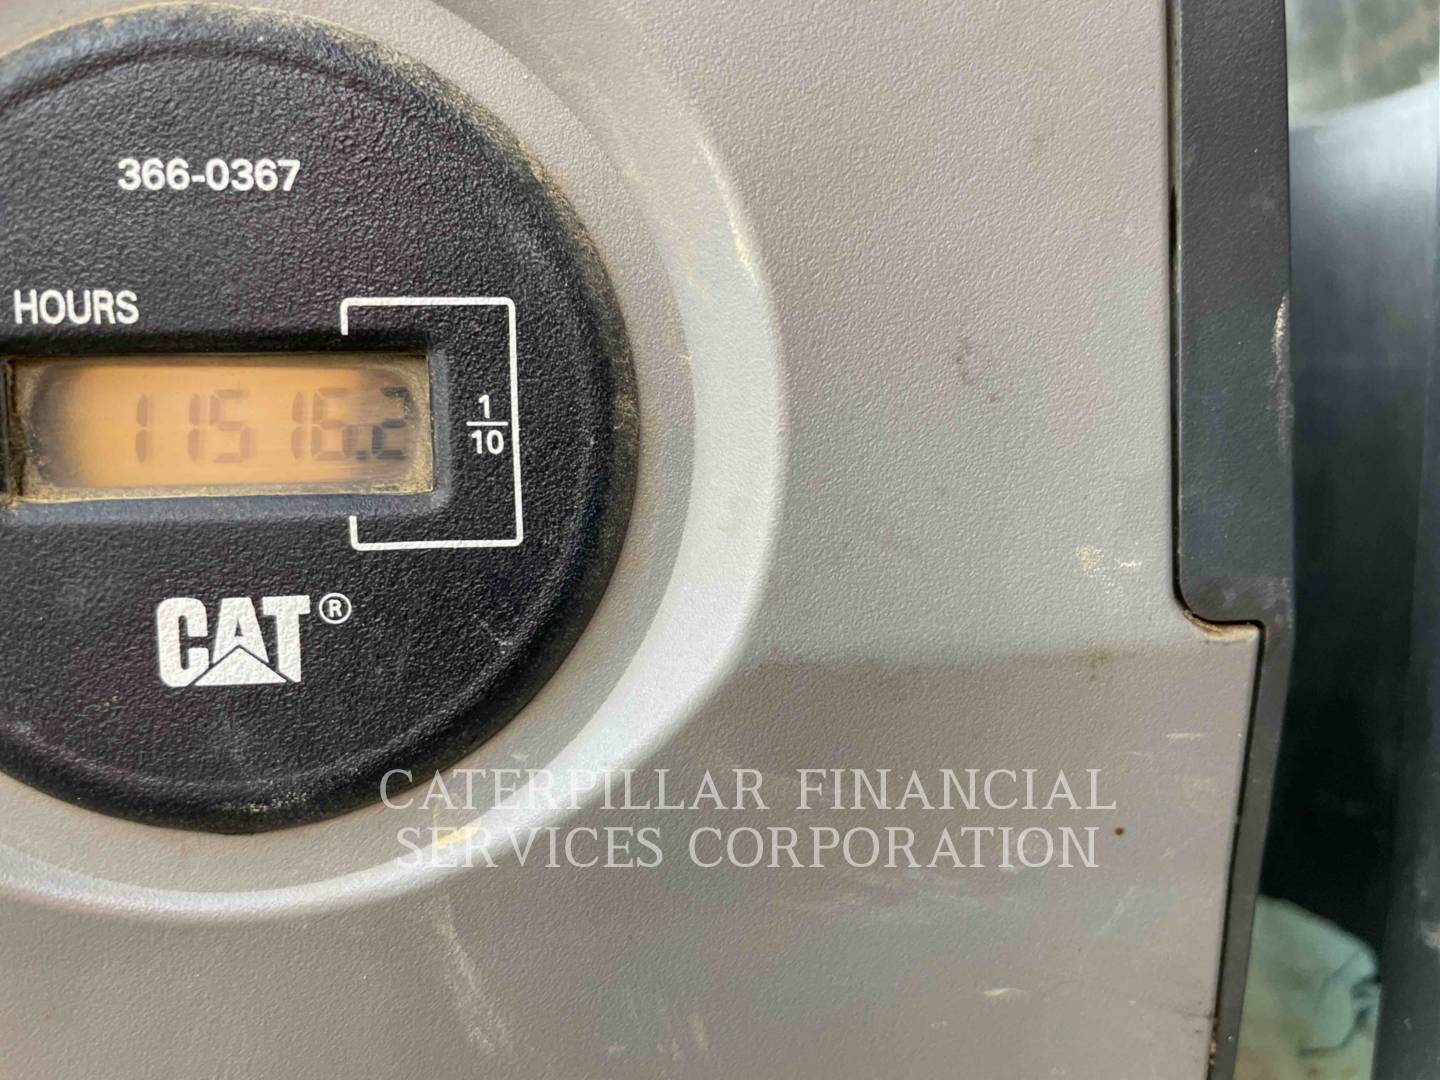 366-0367
HOURS
11516.2
1
10
CAT®
CATERPILLAR FINANCIAL
SERVICES CORPORATION